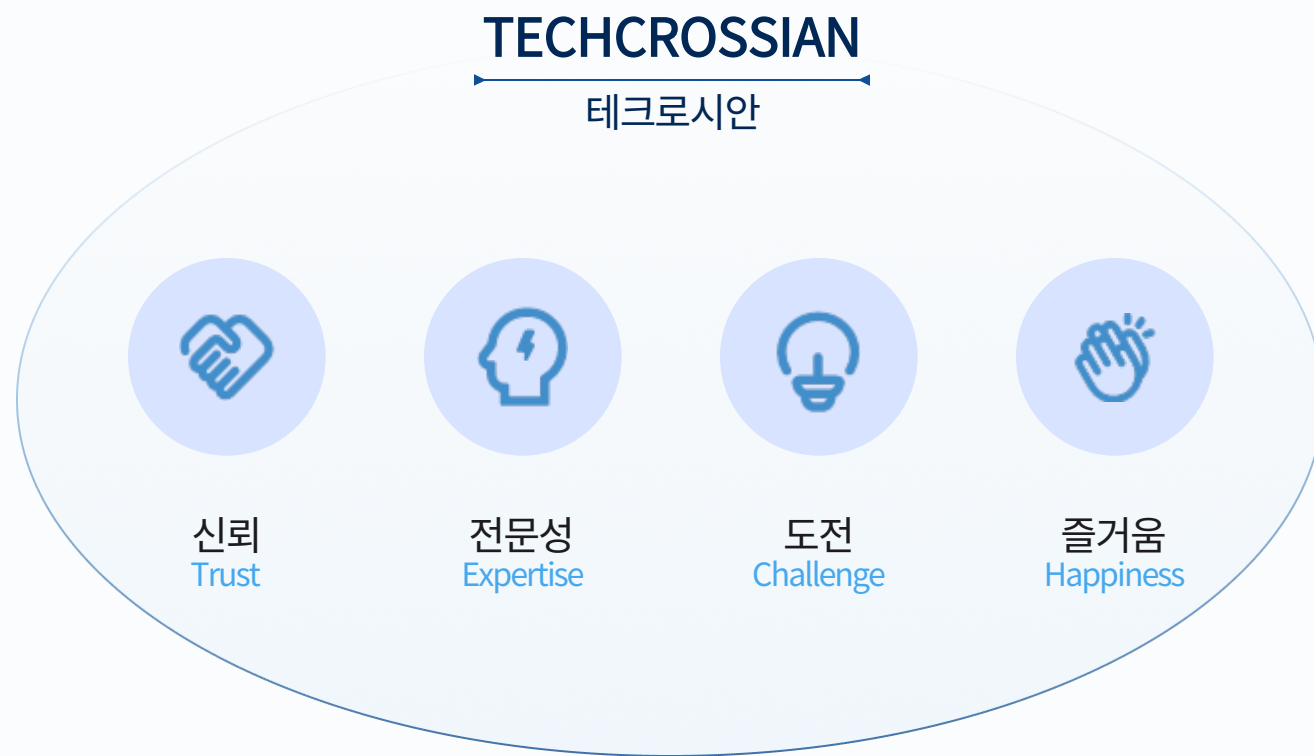 TECHCROSSIAN
테크로시안
신뢰
Trust
전문성
Expertise
도전
Challenge
즐거움
Happiness